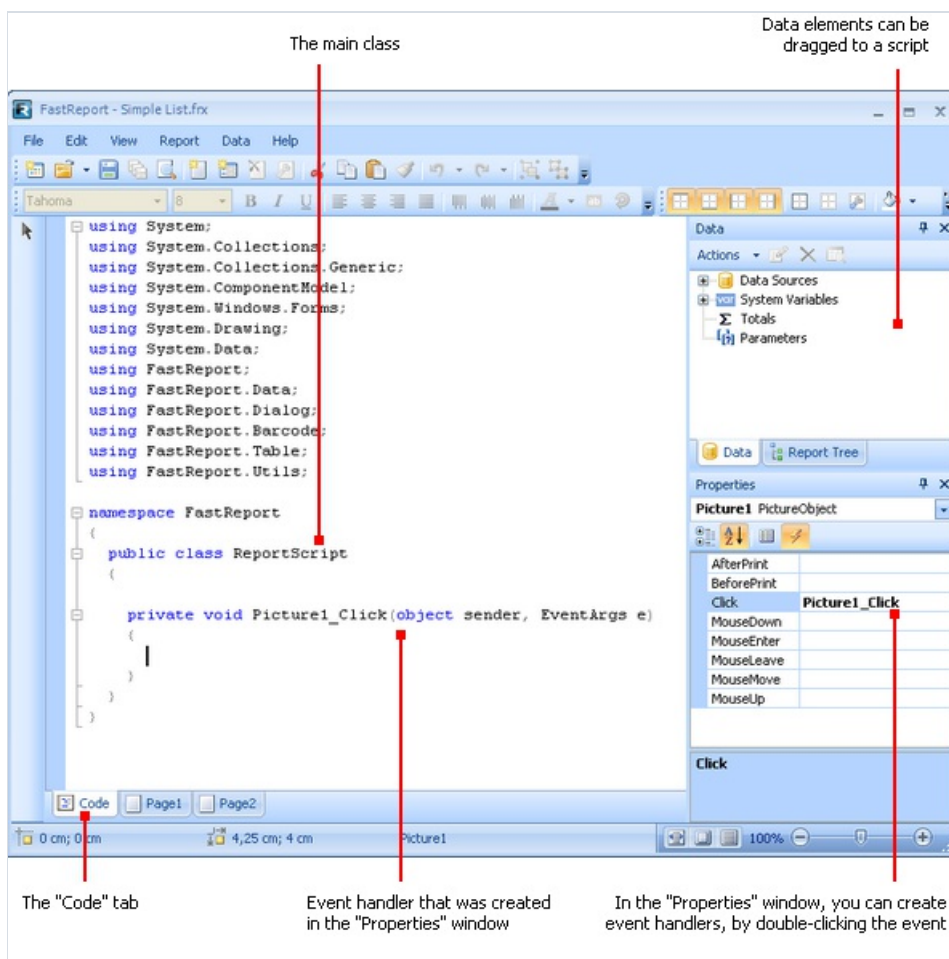 The main class
Data elements can be
dragged to a script
FastReport - Simple List.frx
File Edit View Report Data Help
Tahoma 8 B I U
using System;
using System.Collections;
using System.Collections.Generic;
using System.ComponentModel;
using System.Windows.Forms;
using System.Drawing;
using System.Data;
using FastReport;
using FastReport.Data;
using FastReport.Dialog;
using FastReport.Barcode;
using FastReport.Table;
using FastReport.Utils;
namespace FastReport
{
public class ReportScript
{
private void Picture1_Click(object sender, EventArgs e)
{
}
}
}
Data
Actions
Data Sources
var System Variables
Σ Totals
[?] Parameters
Data Report Tree
Properties
Picture1 PictureObject
AfterPrint
BeforePrint
Click Picture1_Click
MouseDown
MouseEnter
MouseLeave
MouseMove
MouseUp
Click
Code Page1 Page2
0 cm; 0 cm 4,25 cm; 4 cm Picture1 100%
The "Code" tab
Event handler that was created
in the "Properties" window
In the "Properties" window, you can create
event handlers, by double-clicking the event